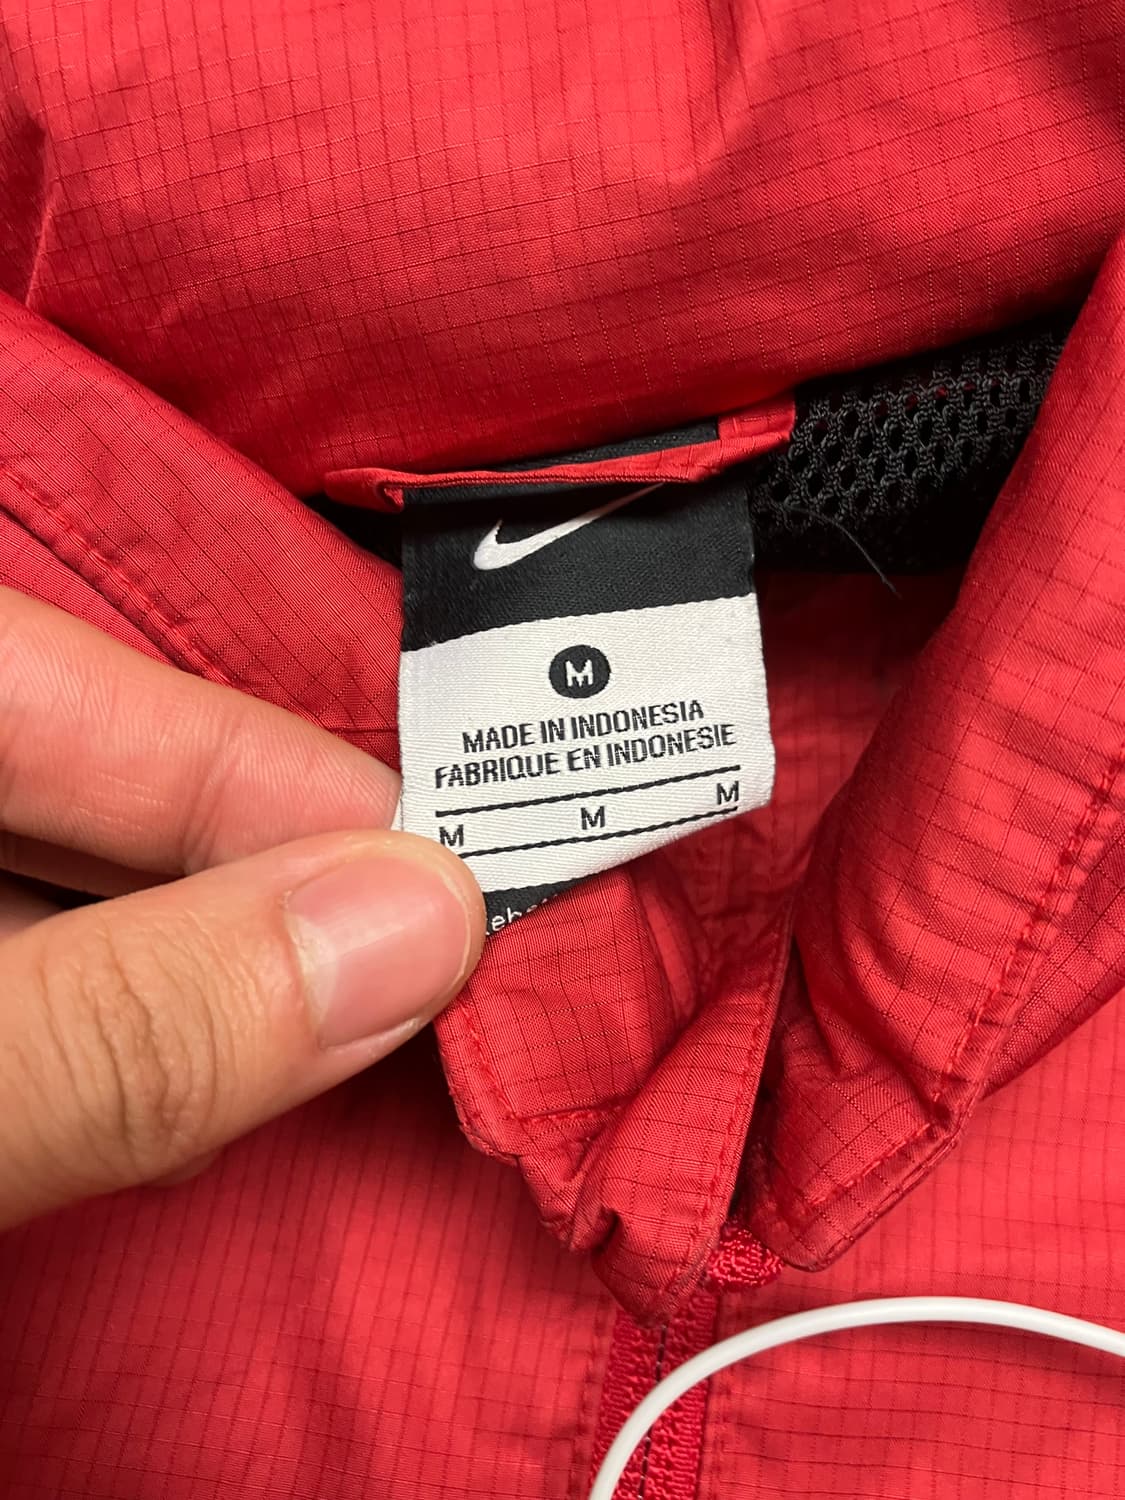 M
MADE IN INDONESIA
FABRIQUE EN INDONESIE
M M M